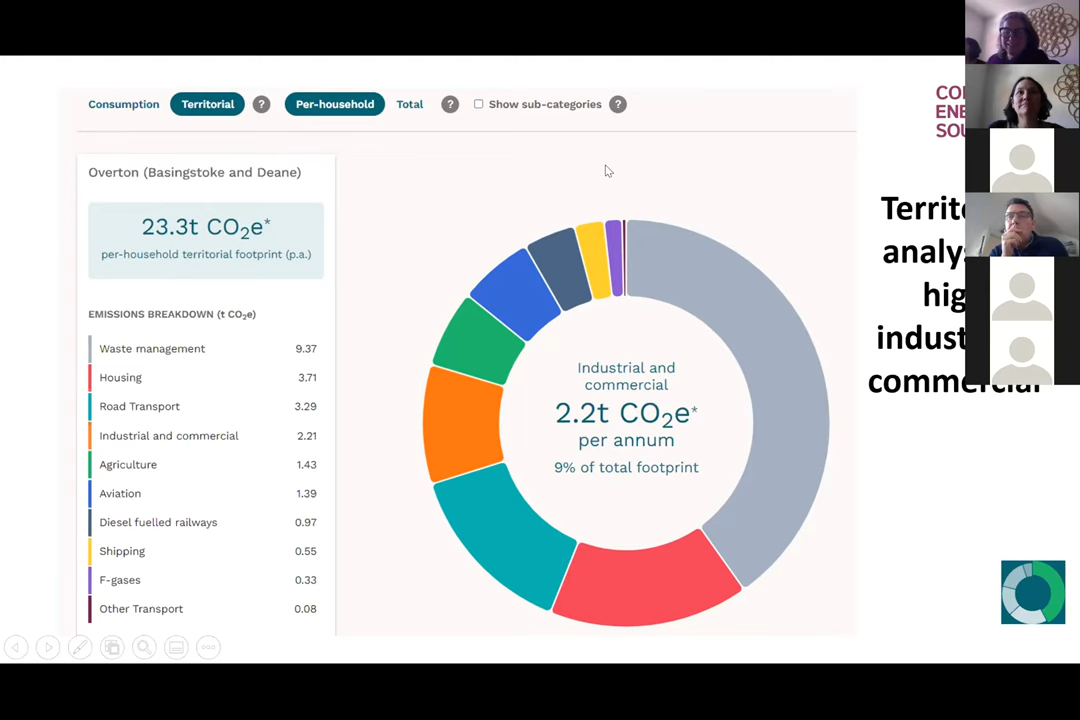 Consumption Territorial ? Per-household Total ? Show sub-categories ?
Overton (Basingstoke and Deane)
23.3t CO₂e*
per-household territorial footprint (p.a.)
EMISSIONS BREAKDOWN (t CO₂e)
Waste management 9.37
Housing 3.71
Road Transport 3.29
Industrial and commercial 2.21
Agriculture 1.43
Aviation 1.39
Diesel fuelled railways 0.97
Shipping 0.55
F-gases 0.33
Other Transport 0.08
Industrial and
commercial
2.2t CO₂e*
per annum
9% of total footprint